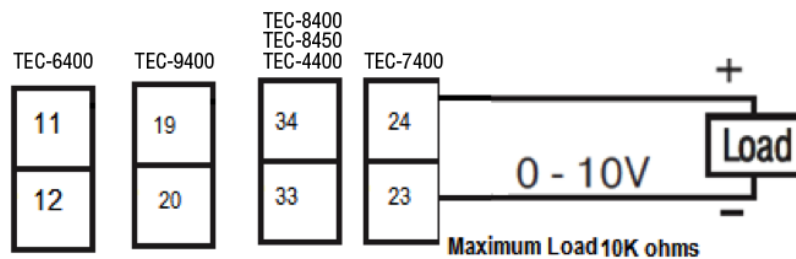 TEC-8400
TEC-8450
TEC-6400 TEC-9400 TEC-4400 TEC-7400
+
11 19 34 24
Load
0 - 10V
12 20 33 23
-
Maximum Load 10K ohms